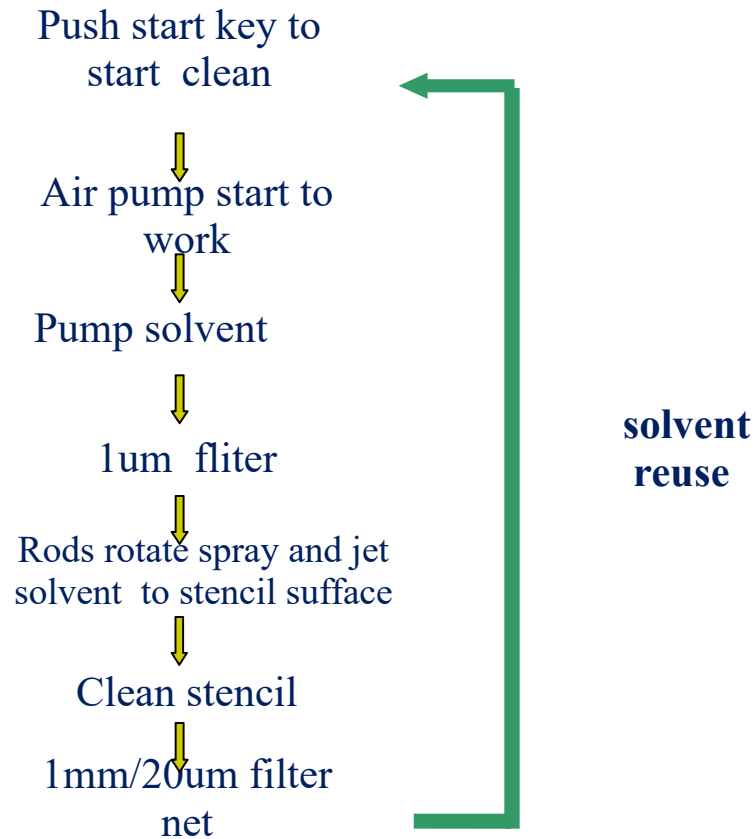 Push start key to
start clean
Air pump start to
work
Pump solvent
1um fliter
Rods rotate spray and jet
solvent to stencil sufface
Clean stencil
1mm/20um filter
net
solvent
reuse